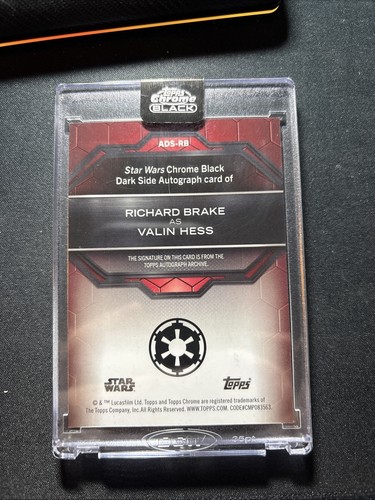 Topps
Chrome
BLACK
ADS-RB
Star Wars Chrome Black
Dark Side Autograph card of
RICHARD BRAKE
AS
VALIN HESS
THE SIGNATURE ON THIS CARD IS FROM THE
TOPPS AUTOGRAPH ARCHIVE.
STAR WARS
Topps
© & ™ Lucasfilm Ltd. Topps and Topps Chrome are registered trademarks of
The Topps Company, Inc. All Rights Reserved. WWW.TOPPS.COM. CODE#CMP083563.
75pt